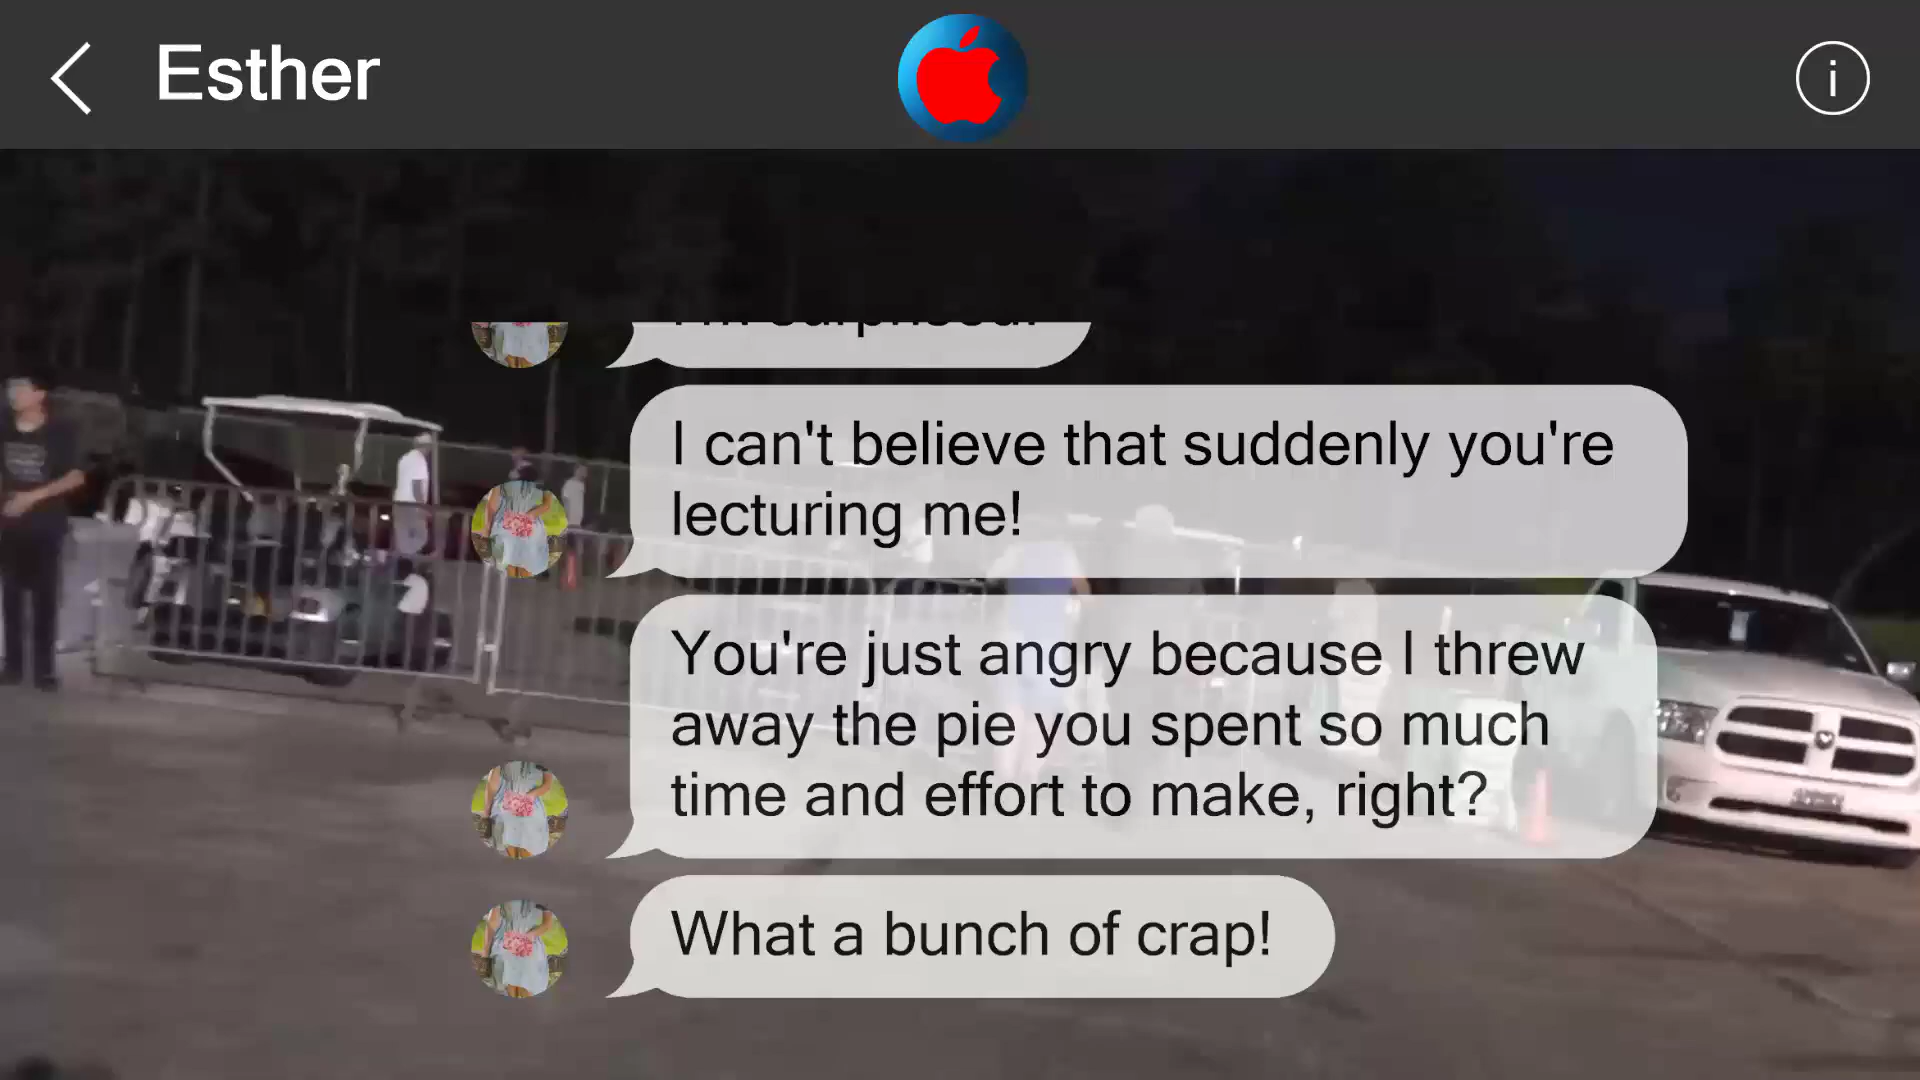 Esther
i
I'm surprised!
I can't believe that suddenly you're
lecturing me!
You're just angry because I threw
away the pie you spent so much
time and effort to make, right?
What a bunch of crap!